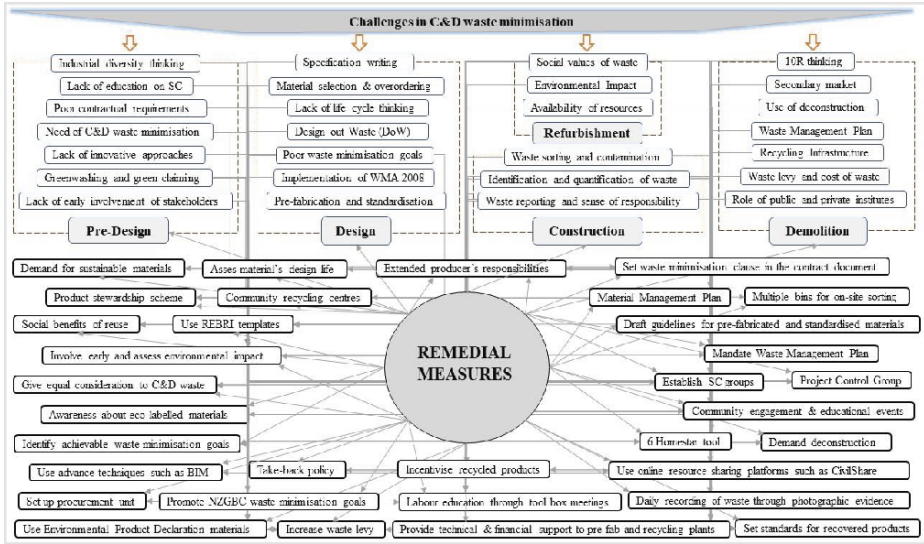 Challenges in C&D waste minimisation
Industrial diversity thinking
Lack of education on SC
Poor contractual requirements
Need of C&D waste minimisation
Lack of innovative approaches
Greenwashing and green claiming
Lack of early involvement of stakeholders
Pre-Design
Specification writing
Material selection & overordering
Lack of life cycle thinking
Design out Waste (DoW)
Poor waste minimisation goals
Implementation of WMA 2008
Pre-fabrication and standardisation
Design
Social values of waste
Environmental Impact
Availability of resources
Refurbishment
Waste sorting and contamination
Identification and quantification of waste
Waste reporting and sense of responsibility
Construction
10R thinking
Secondary market
Use of deconstruction
Waste Management Plan
Recycling Infrastructure
Waste levy and cost of waste
Role of public and private institutes
Demolition
Demand for sustainable materials
Asses material's design life
Extended producer's responsibilities
Set waste minimisation clause in the contract document
Product stewardship scheme
Community recycling centres
Material Management Plan
Multiple bins for on-site sorting
Social benefits of reuse
Use REBRI templates
Draft guidelines for pre-fabricated and standardised materials
Involve early and assess environmental impact
REMEDIAL
MEASURES
Mandate Waste Management Plan
Give equal consideration to C&D waste
Establish SC groups
Project Control Group
Awareness about eco labelled materials
Community engagement & educational events
Identify achievable waste minimisation goals
6 Homestar tool
Demand deconstruction
Use advance techniques such as BIM
Take-back policy
Incentivise recycled products
Use online resource sharing platforms such as CivilShare
Set up procurement unit
Promote NZGBC waste minimisation goals
Labour education through tool box meetings
Daily recording of waste through photographic evidence
Use Environmental Product Declaration materials
Increase waste levy
Provide technical & financial support to pre fab and recycling plants
Set standards for recovered products